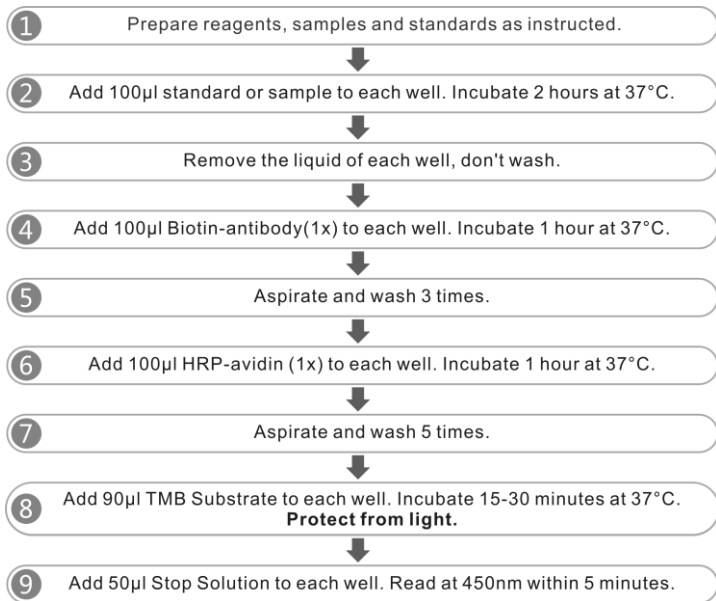 1 Prepare reagents, samples and standards as instructed.
2 Add 100μl standard or sample to each well. Incubate 2 hours at 37°C.
3 Remove the liquid of each well, don't wash.
4 Add 100μl Biotin-antibody(1x) to each well. Incubate 1 hour at 37°C.
5 Aspirate and wash 3 times.
6 Add 100μl HRP-avidin (1x) to each well. Incubate 1 hour at 37°C.
7 Aspirate and wash 5 times.
8 Add 90μl TMB Substrate to each well. Incubate 15-30 minutes at 37°C.
Protect from light.
9 Add 50μl Stop Solution to each well. Read at 450nm within 5 minutes.